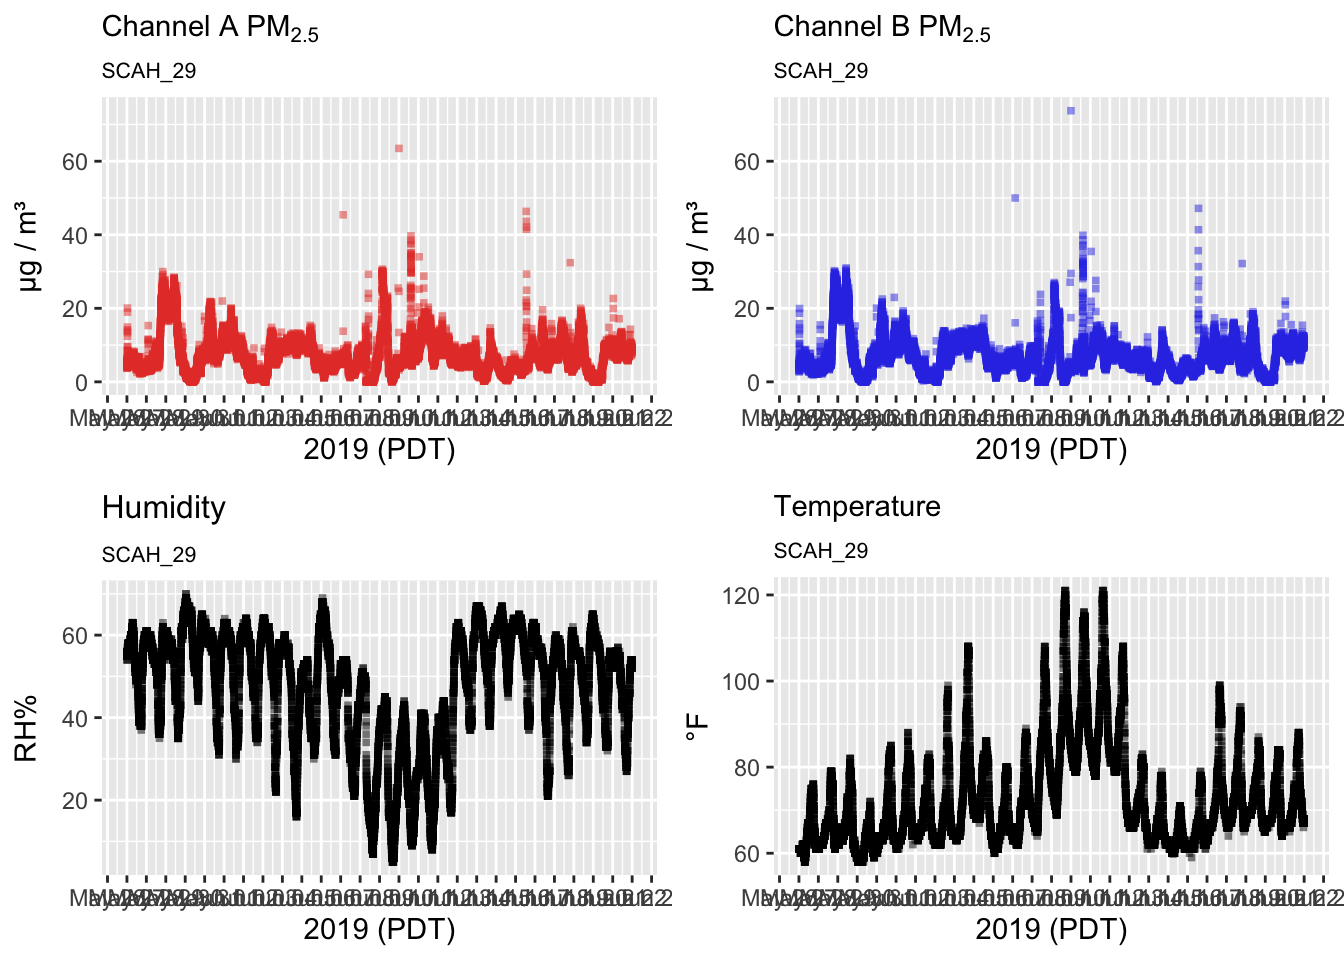 Channel A PM2.5
SCAH_29
µg / m³
60
40
20
0
2019 (PDT)
Channel B PM2.5
SCAH_29
µg / m³
60
40
20
0
2019 (PDT)
Humidity
SCAH_29
RH%
60
40
20
2019 (PDT)
Temperature
SCAH_29
°F
120
100
80
60
2019 (PDT)